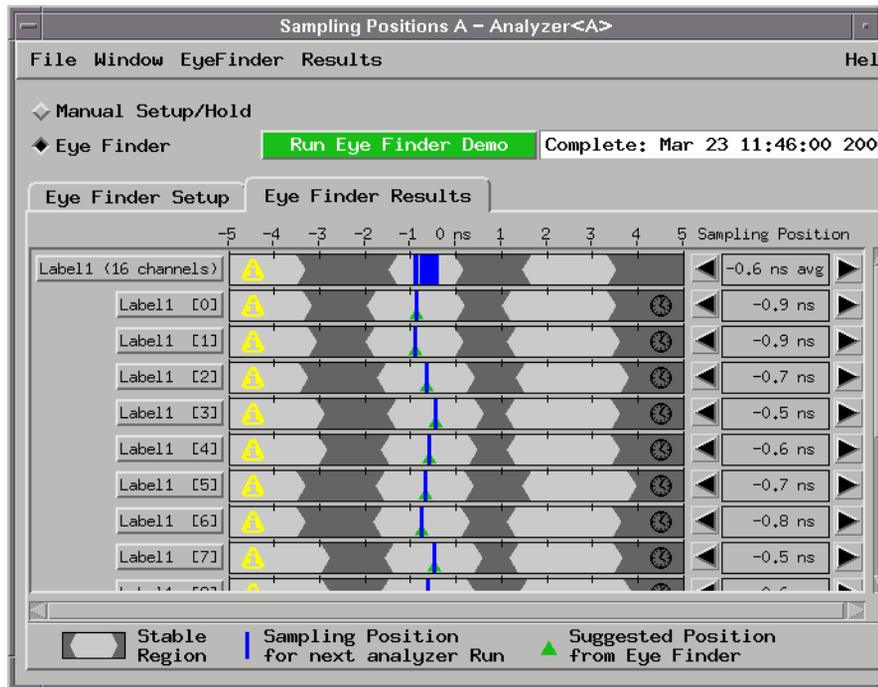 Sampling Positions A – Analyzer<A>
File Window EyeFinder Results Hel
Manual Setup/Hold
Eye Finder Run Eye Finder Demo Complete: Mar 23 11:46:00 200
Eye Finder Setup Eye Finder Results
-5 -4 -3 -2 -1 0 ns 1 2 3 4 5 Sampling Position
Label1 (16 channels) -0.6 ns avg
Label1 [0] -0.9 ns
Label1 [1] -0.9 ns
Label1 [2] -0.7 ns
Label1 [3] -0.5 ns
Label1 [4] -0.6 ns
Label1 [5] -0.7 ns
Label1 [6] -0.8 ns
Label1 [7] -0.5 ns
Stable Region
Sampling Position for next analyzer Run
Suggested Position from Eye Finder